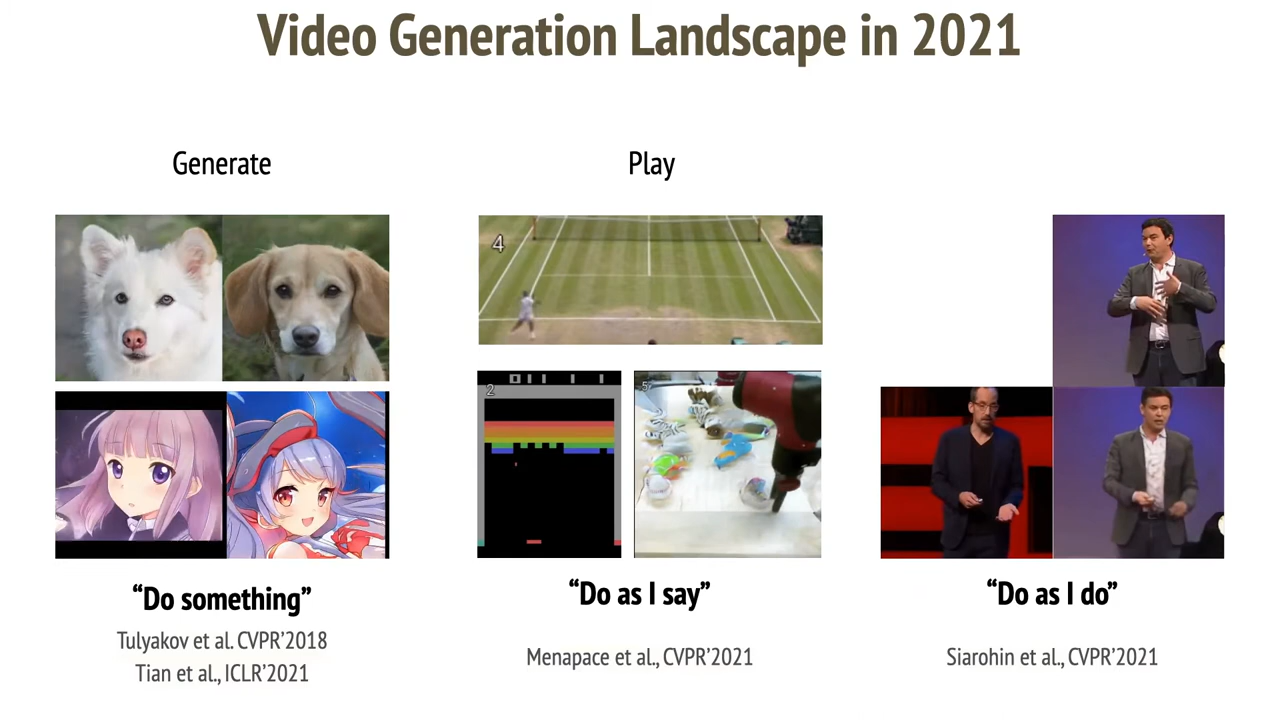 Video Generation Landscape in 2021
Generate
Play
4
2
5
“Do something”
“Do as I say”
“Do as I do”
Tulyakov et al. CVPR’2018
Tian et al., ICLR’2021
Menapace et al., CVPR’2021
Siarohin et al., CVPR’2021